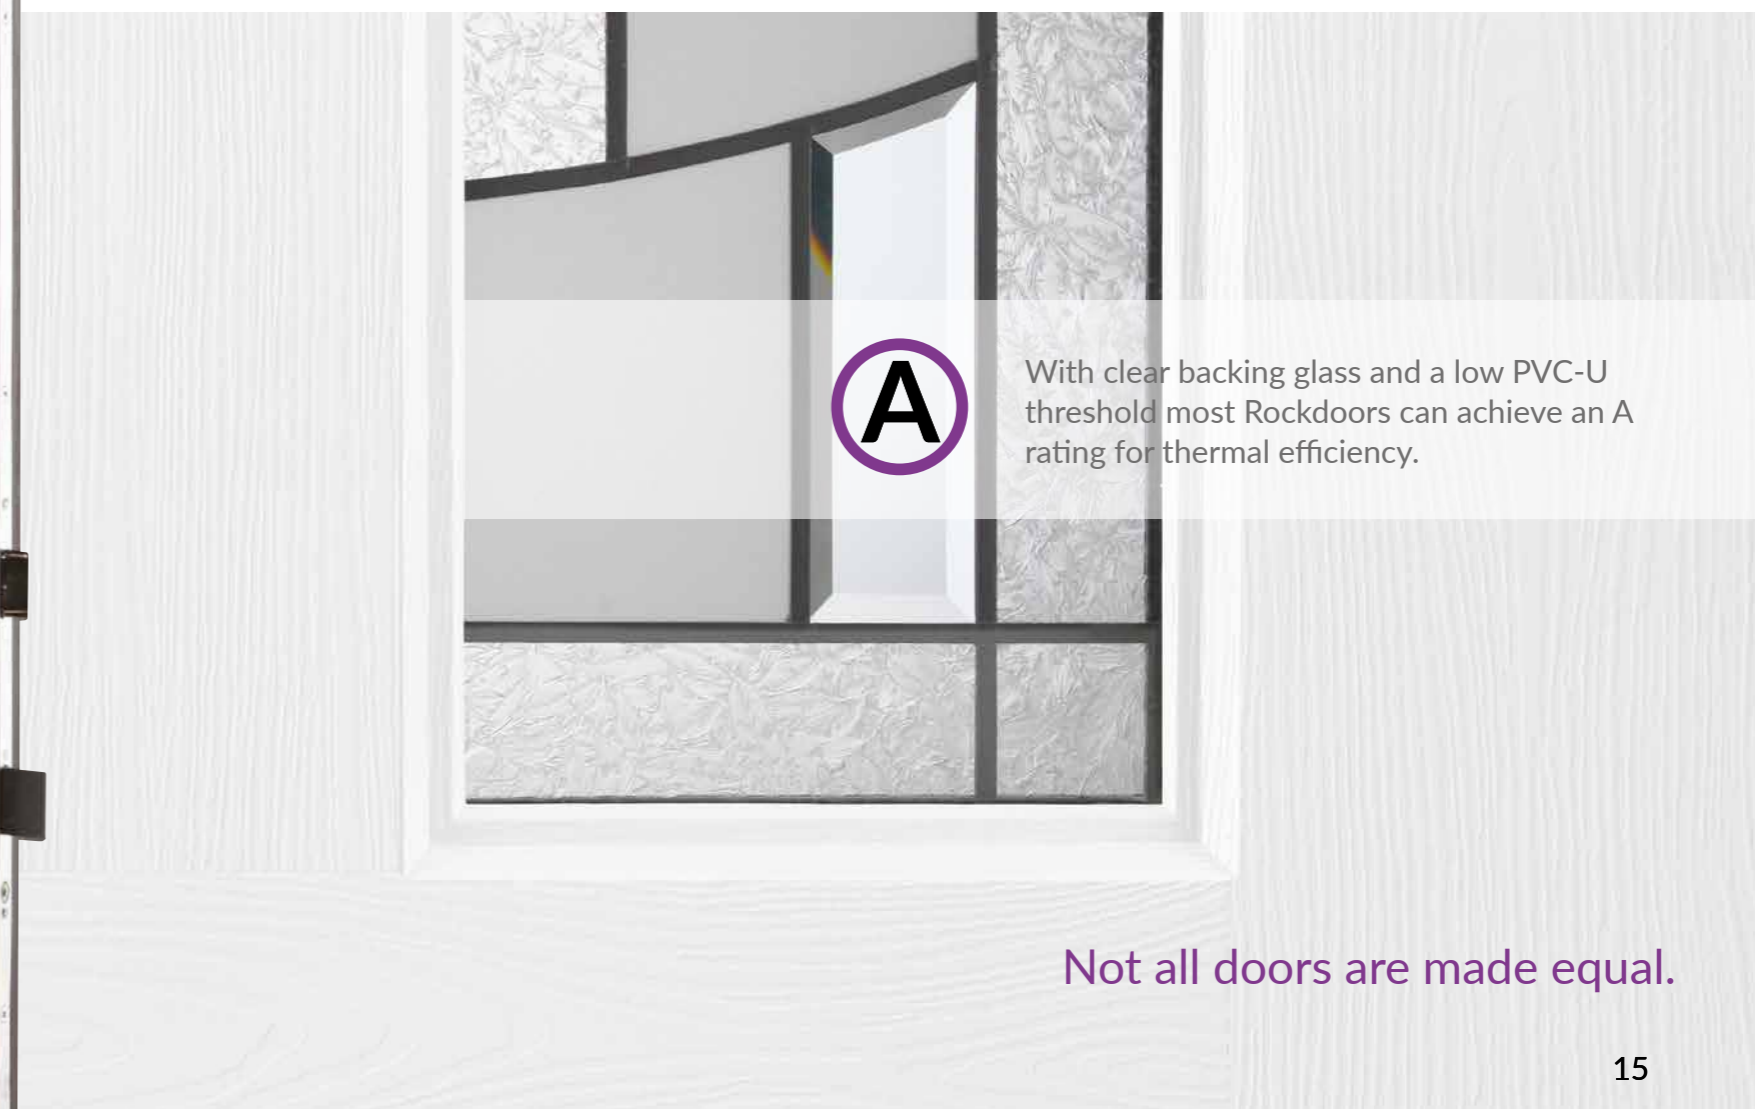 A
With clear backing glass and a low PVC-U
threshold most Rockdoors can achieve an A
rating for thermal efficiency.
Not all doors are made equal.
15